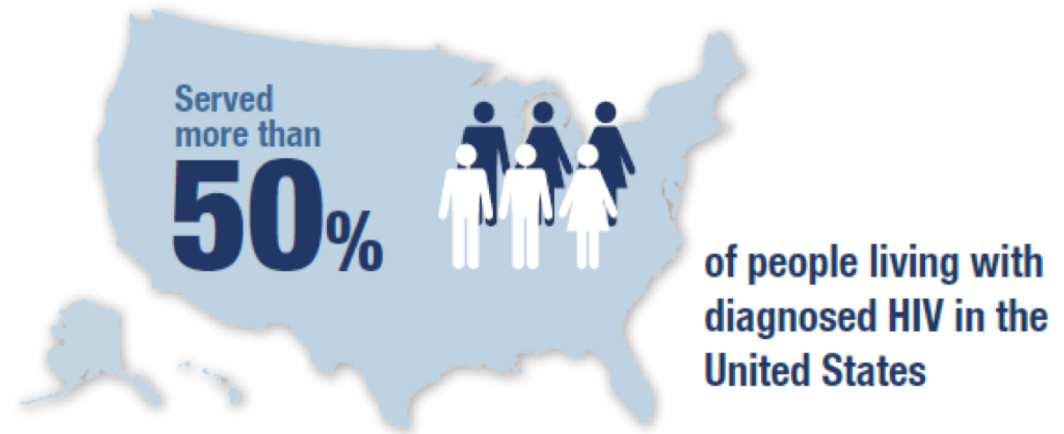 Served
more than
50%
of people living with
diagnosed HIV in the
United States